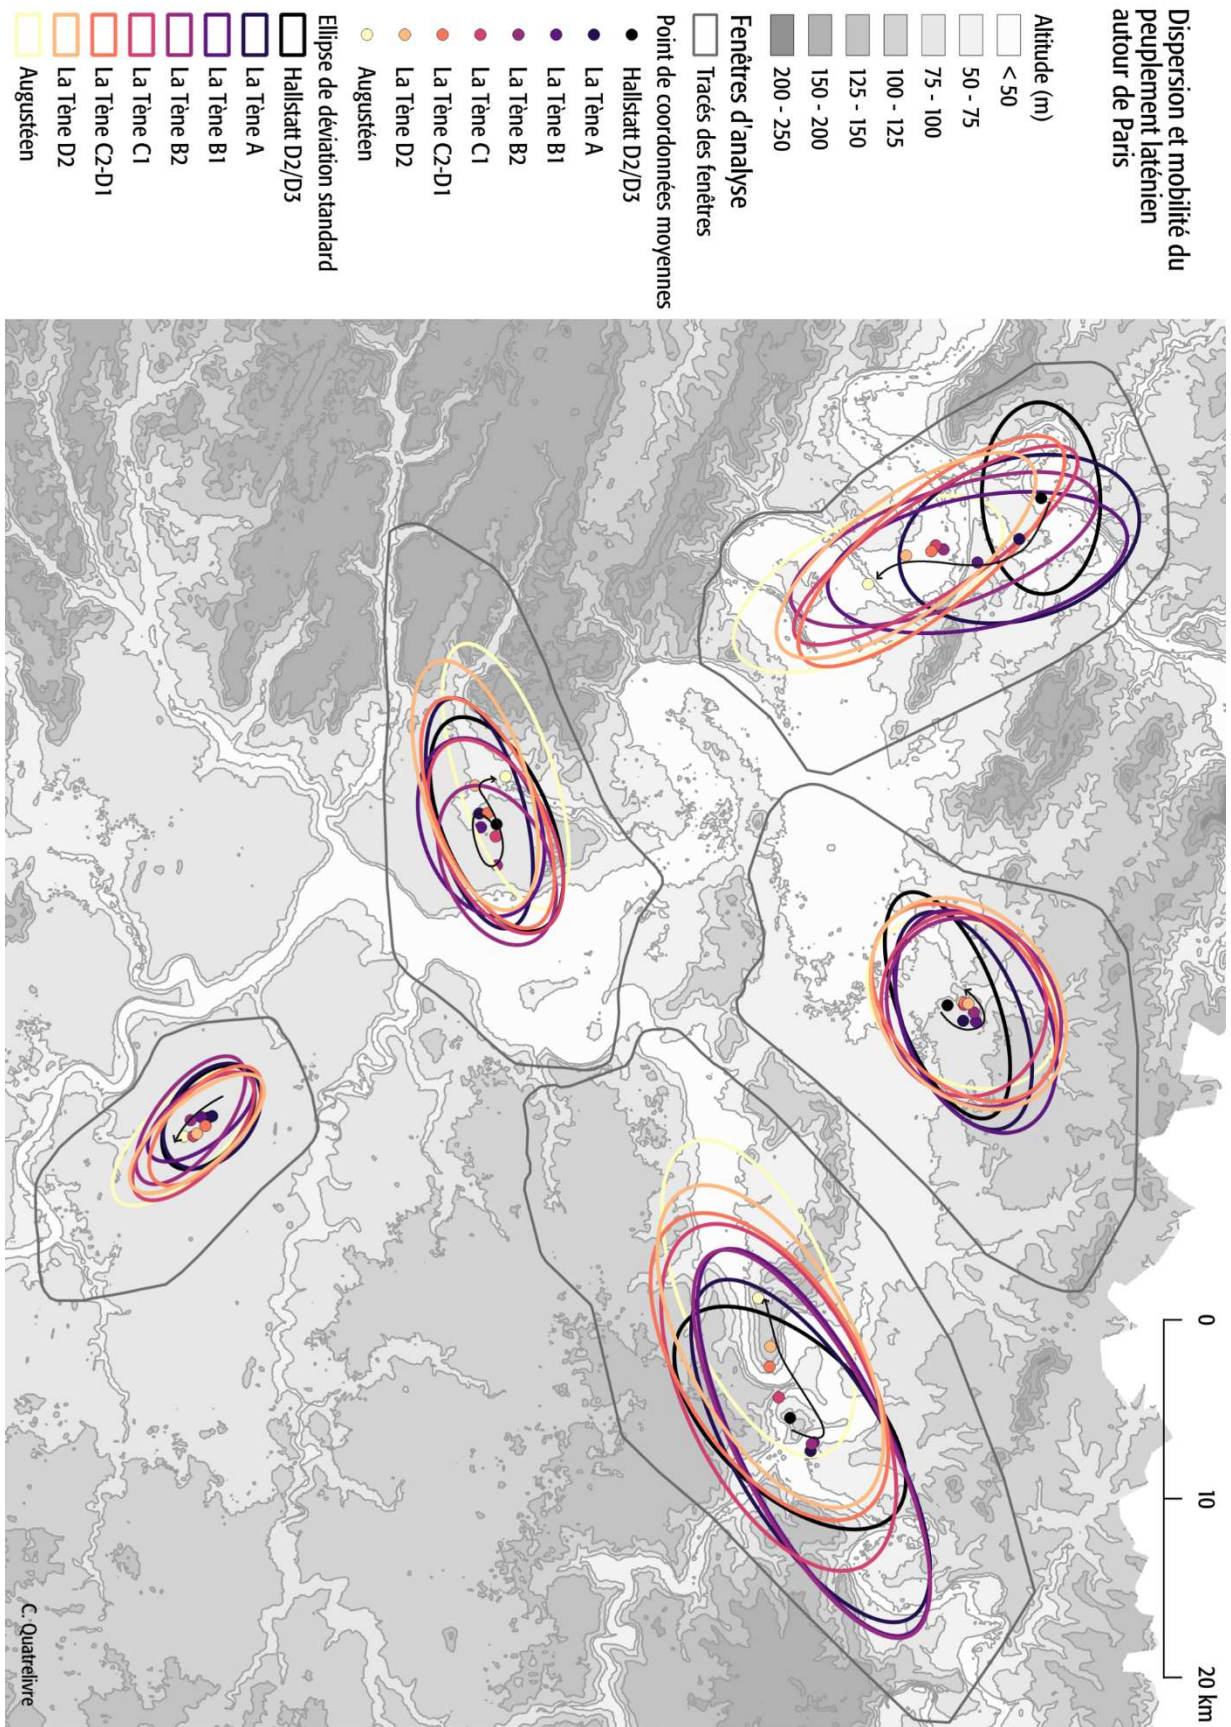 Dispersion et mobilité du
peuplement laténien
autour de Paris
Altitude (m)
< 50
50 - 75
75 - 100
100 - 125
125 - 150
150 - 200
200 - 250
Fenêtres d'analyse
Tracés des fenêtres
Point de coordonnées moyennes
Hallstatt D2/D3
La Tène A
La Tène B1
La Tène B2
La Tène C1
La Tène C2-D1
La Tène D2
Augustéen
Ellipse de déviation standard
Hallstatt D2/D3
La Tène A
La Tène B1
La Tène B2
La Tène C1
La Tène C2-D1
La Tène D2
Augustéen
0 10 20 km
C. Quatrelivre